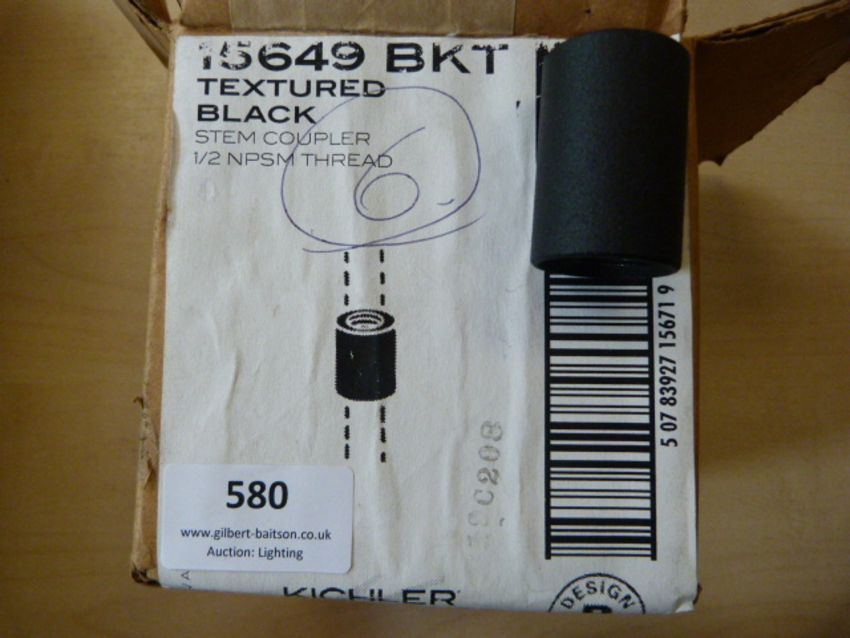 15649 BKT
TEXTURED
BLACK
STEM COUPLER
1/2 NPSM THREAD
6
5 07 83927 15671 9
580
www.gilbert-baitson.co.uk
Auction: Lighting
KICHLER
DESIGN